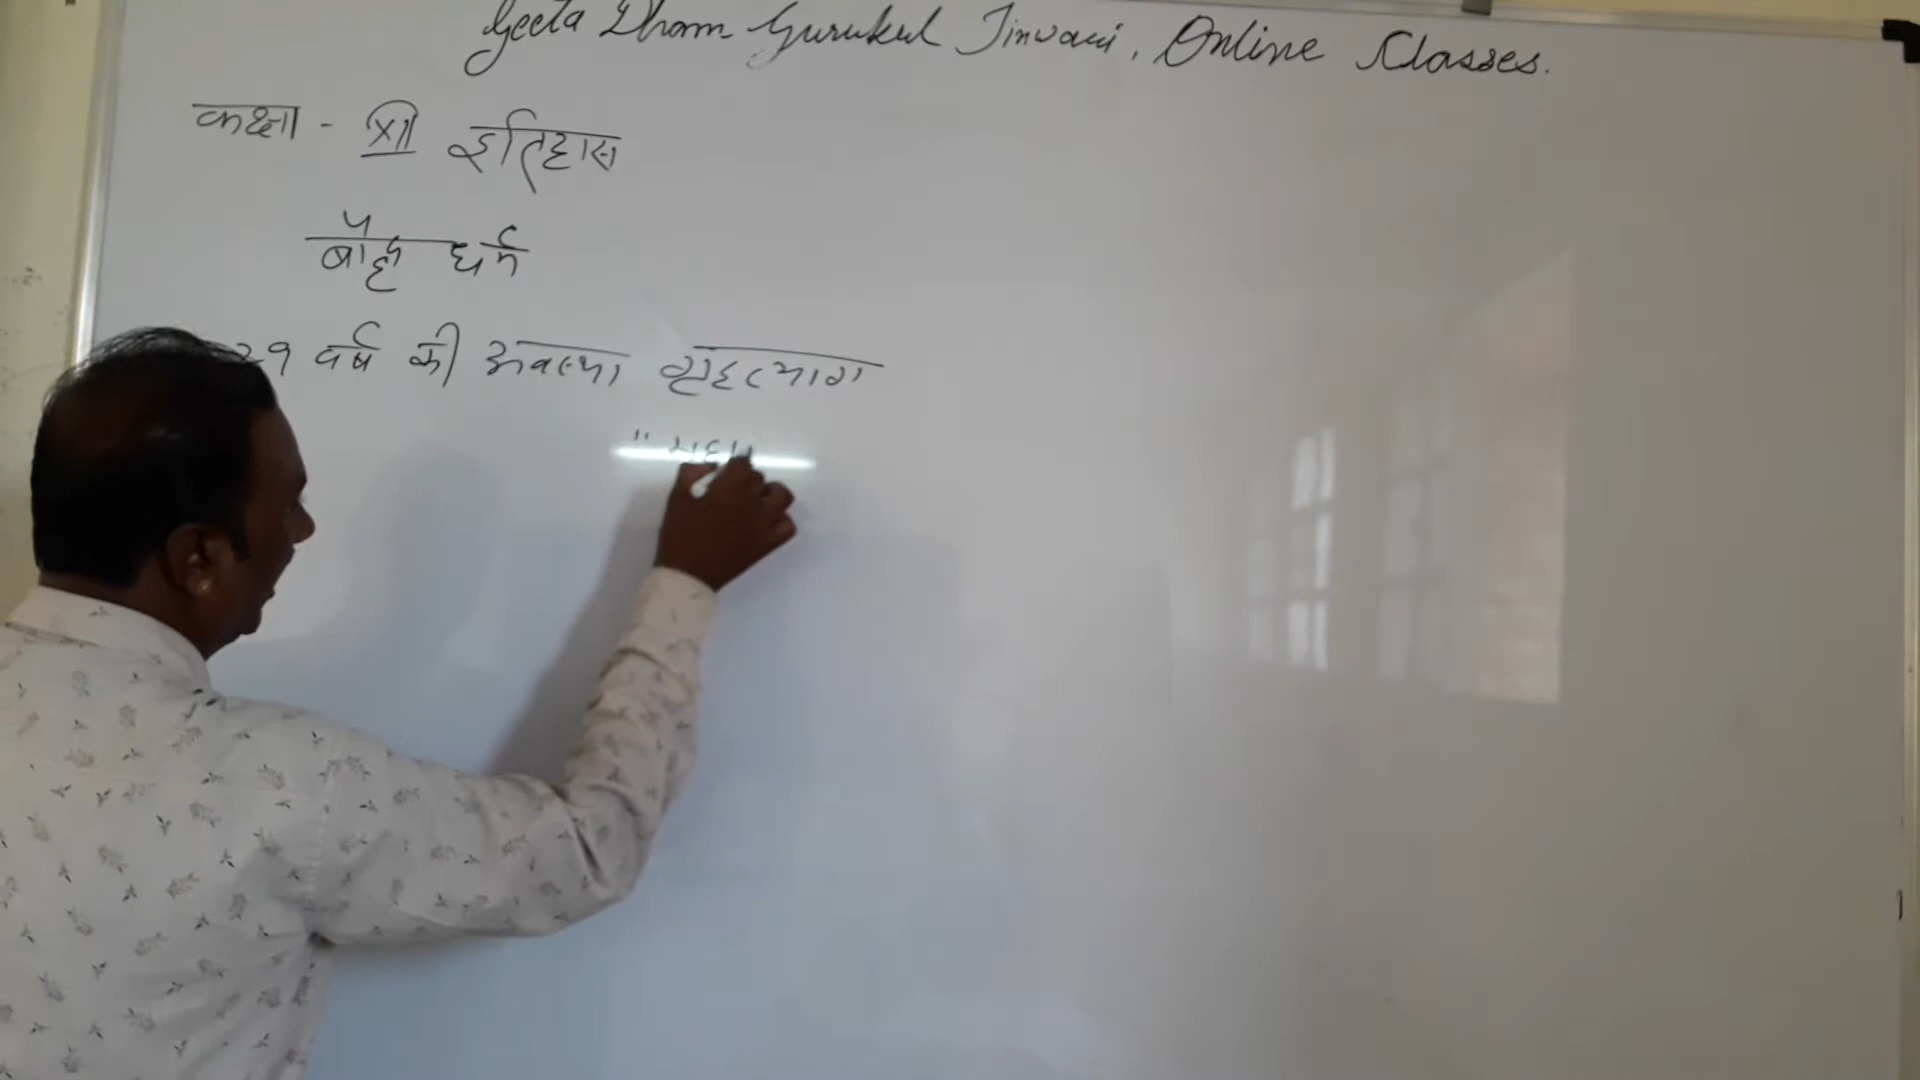 Geeta Dham Gurukul Jinwani, Online Classes.
कक्षा - XII इतिहास
बौद्ध धर्म
29 वर्ष की अवस्था गृहत्याग